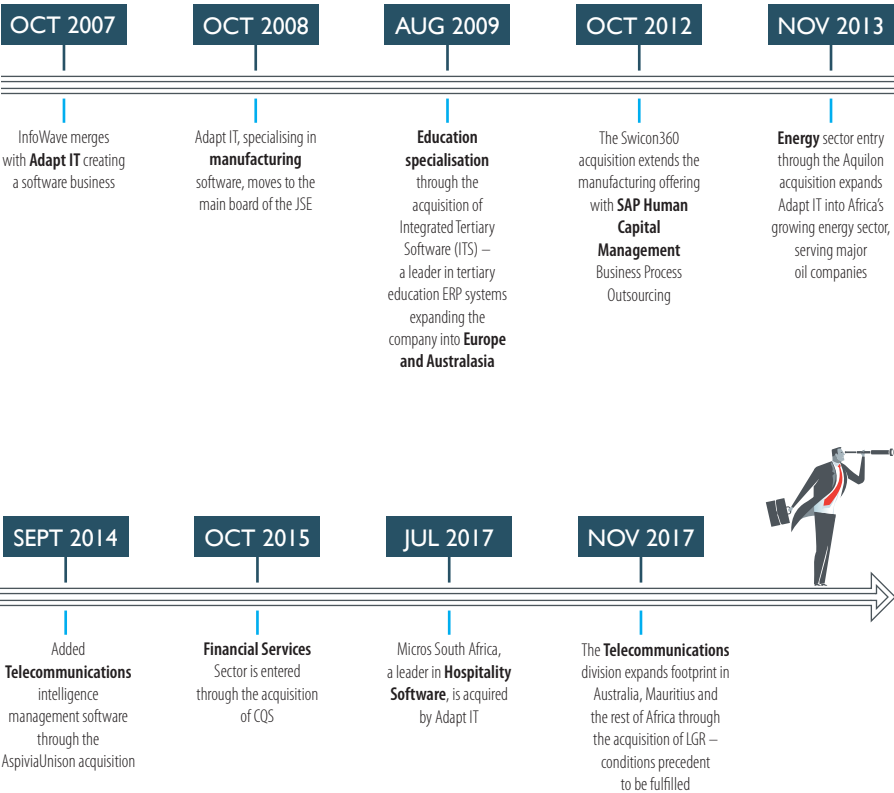 OCT 2007
InfoWave merges
with Adapt IT creating
a software business
OCT 2008
Adapt IT, specialising in
manufacturing
software, moves to the
main board of the JSE
AUG 2009
Education
specialisation
through the
acquisition of
Integrated Tertiary
Software (ITS) –
a leader in tertiary
education ERP systems
expanding the
company into Europe
and Australasia
OCT 2012
The Swicon360
acquisition extends the
manufacturing offering
with SAP Human
Capital
Management
Business Process
Outsourcing
NOV 2013
Energy sector entry
through the Aquilon
acquisition expands
Adapt IT into Africa's
growing energy sector,
serving major
oil companies
SEPT 2014
Added
Telecommunications
intelligence
management software
through the
AspiviaUnison acquisition
OCT 2015
Financial Services
Sector is entered
through the acquisition
of CQS
JUL 2017
Micros South Africa,
a leader in Hospitality
Software, is acquired
by Adapt IT
NOV 2017
The Telecommunications
division expands footprint in
Australia, Mauritius and
the rest of Africa through
the acquisition of LGR –
conditions precedent
to be fulfilled